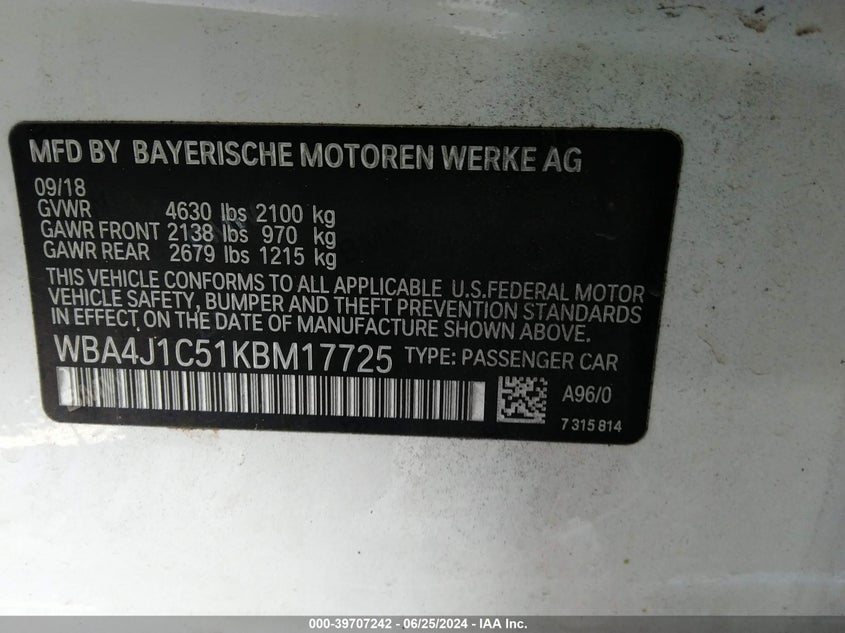 MFD BY BAYERISCHE MOTOREN WERKE AG
09/18
GVWR 4630 lbs 2100 kg
GAWR FRONT 2138 lbs 970 kg
GAWR REAR 2679 lbs 1215 kg
THIS VEHICLE CONFORMS TO ALL APPLICABLE U.S.FEDERAL MOTOR
VEHICLE SAFETY, BUMPER AND THEFT PREVENTION STANDARDS
IN EFFECT ON THE DATE OF MANUFACTURE SHOWN ABOVE.
WBA4J1C51KBM17725 TYPE: PASSENGER CAR
A96/0
7 315 814
000-39707242 - 06/25/2024 - IAA Inc.